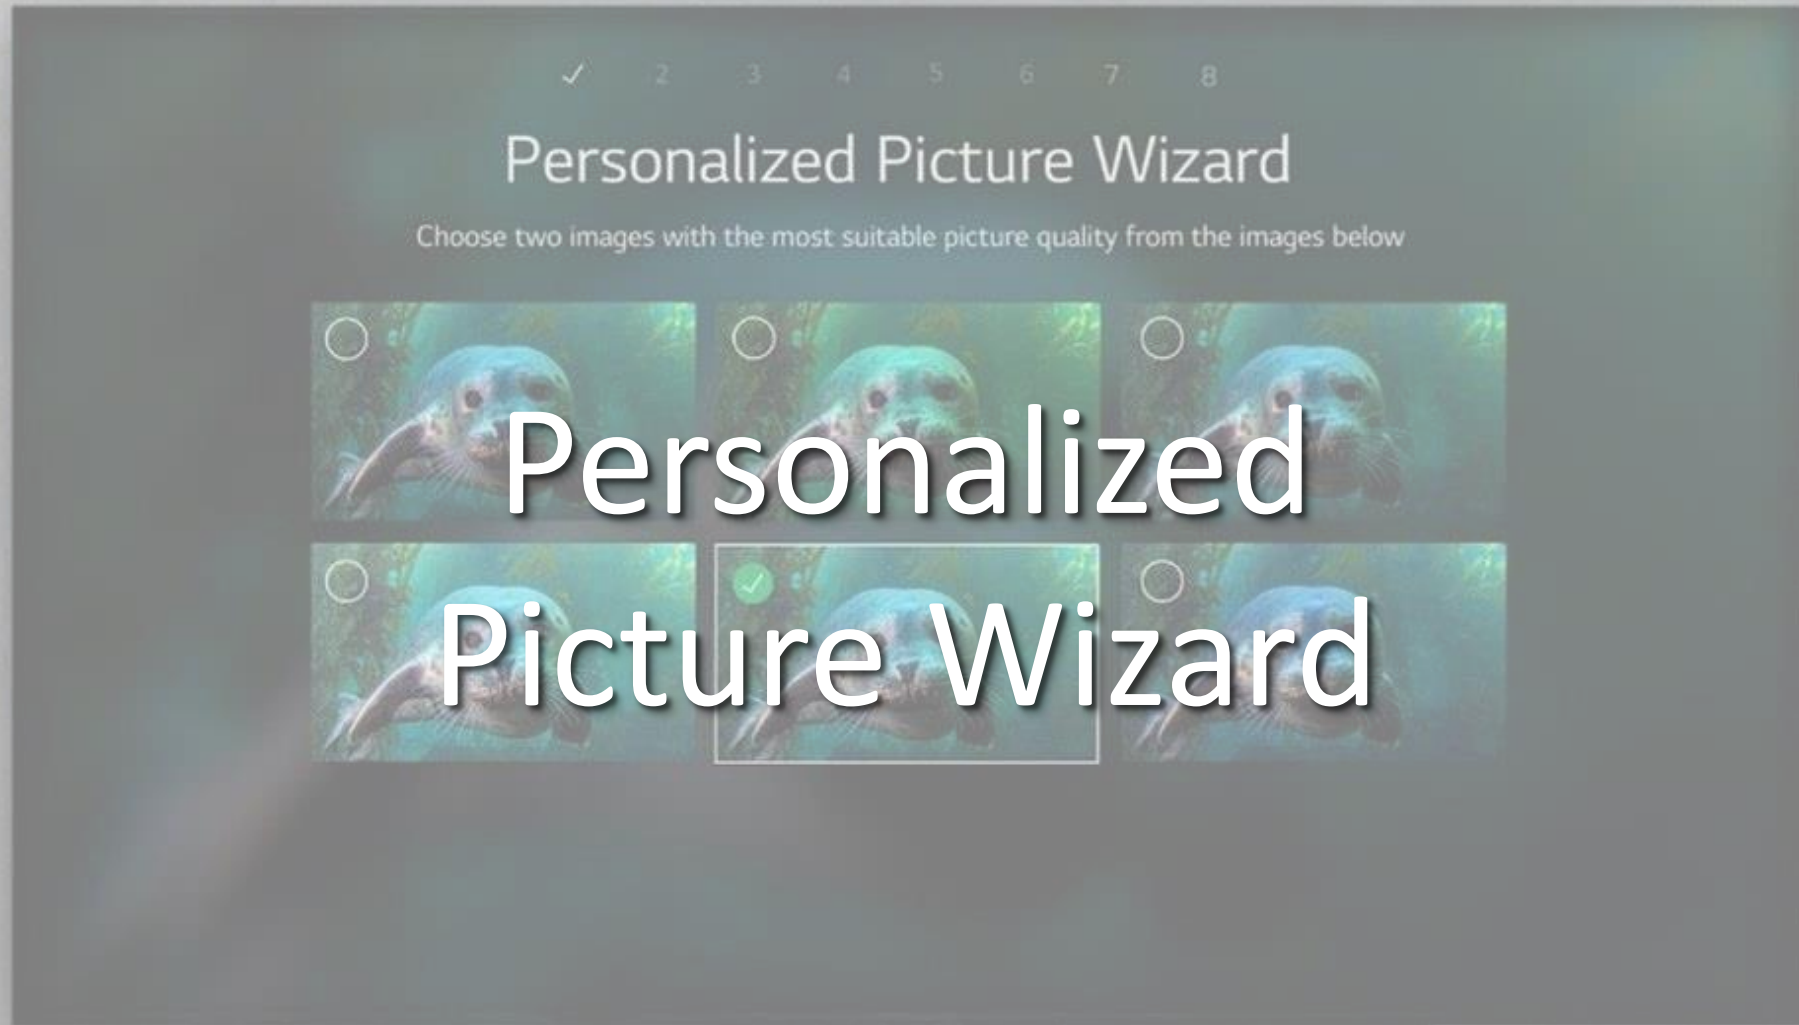 ✓ 2 3 4 5 6 7 8
Personalized Picture Wizard
Choose two images with the most suitable picture quality from the images below
Personalized
Picture Wizard